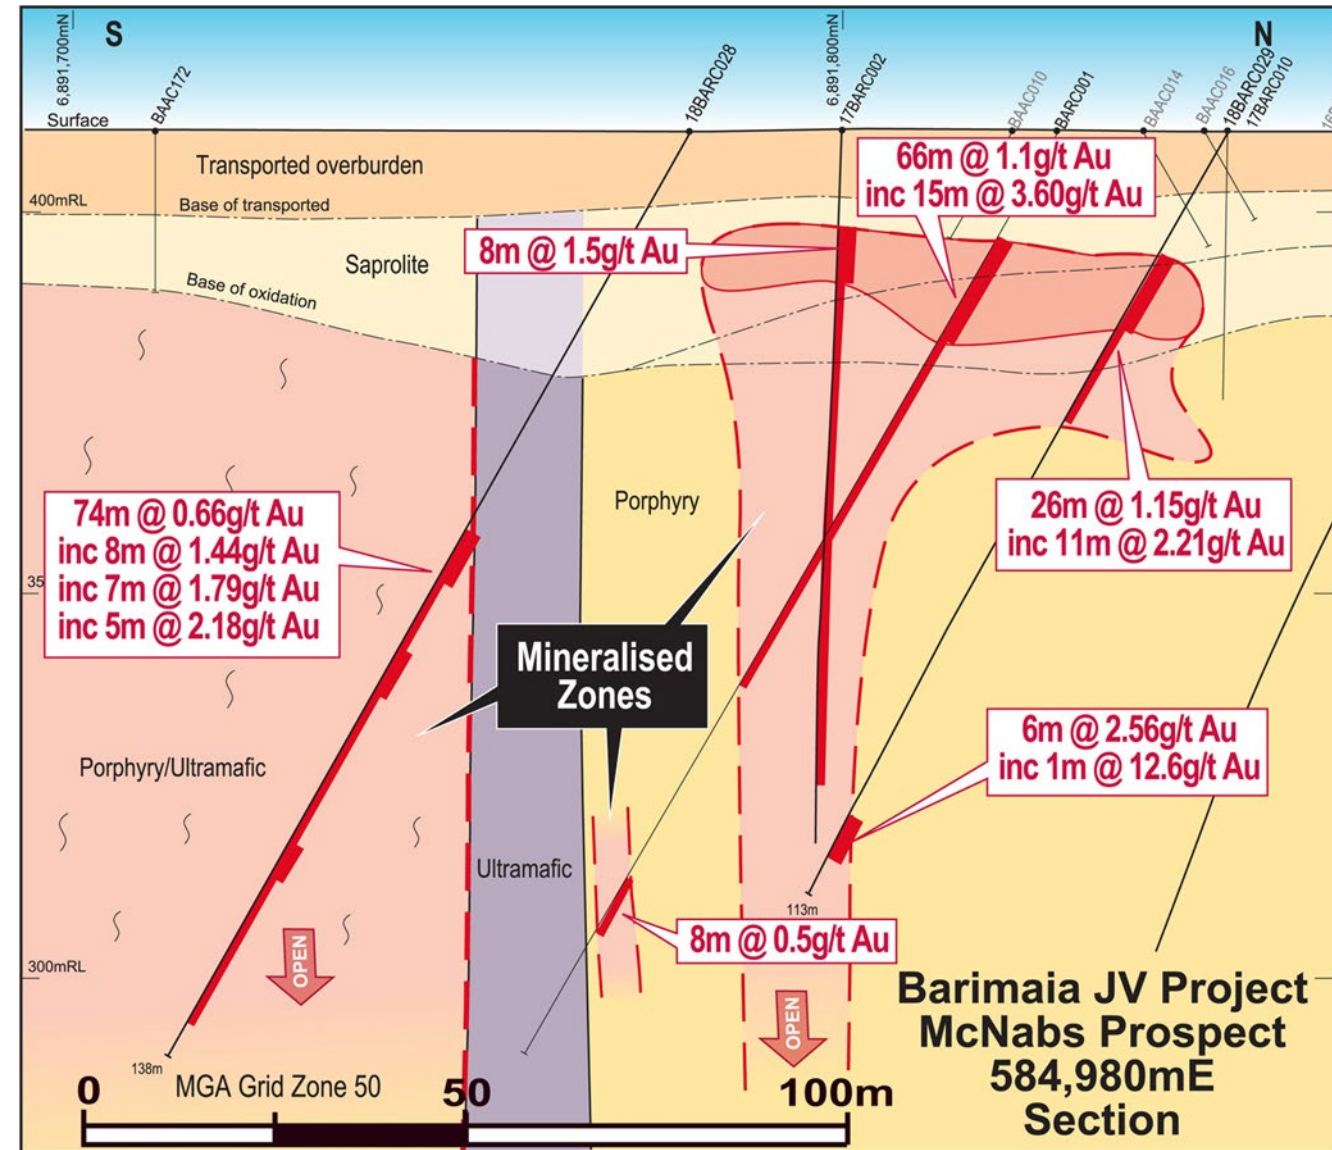 S
N
6,891,700mN
BAAC172
18BARC028
6,891,800mN
17BARC002
BAAC010
BARC001
BAAC014
BAAC016
18BARC029
17BARC010
Surface
Transported overburden
66m @ 1.1g/t Au
inc 15m @ 3.60g/t Au
400mRL
Base of transported
8m @ 1.5g/t Au
Saprolite
Base of oxidation
Porphyry
74m @ 0.66g/t Au
inc 8m @ 1.44g/t Au
inc 7m @ 1.79g/t Au
inc 5m @ 2.18g/t Au
26m @ 1.15g/t Au
inc 11m @ 2.21g/t Au
35
Mineralised
Zones
6m @ 2.56g/t Au
inc 1m @ 12.6g/t Au
Porphyry/Ultramafic
Ultramafic
113m
8m @ 0.5g/t Au
OPEN
300mRL
OPEN
Barimaia JV Project
McNabs Prospect
584,980mE
Section
138m
MGA Grid Zone 50
0
50
100m